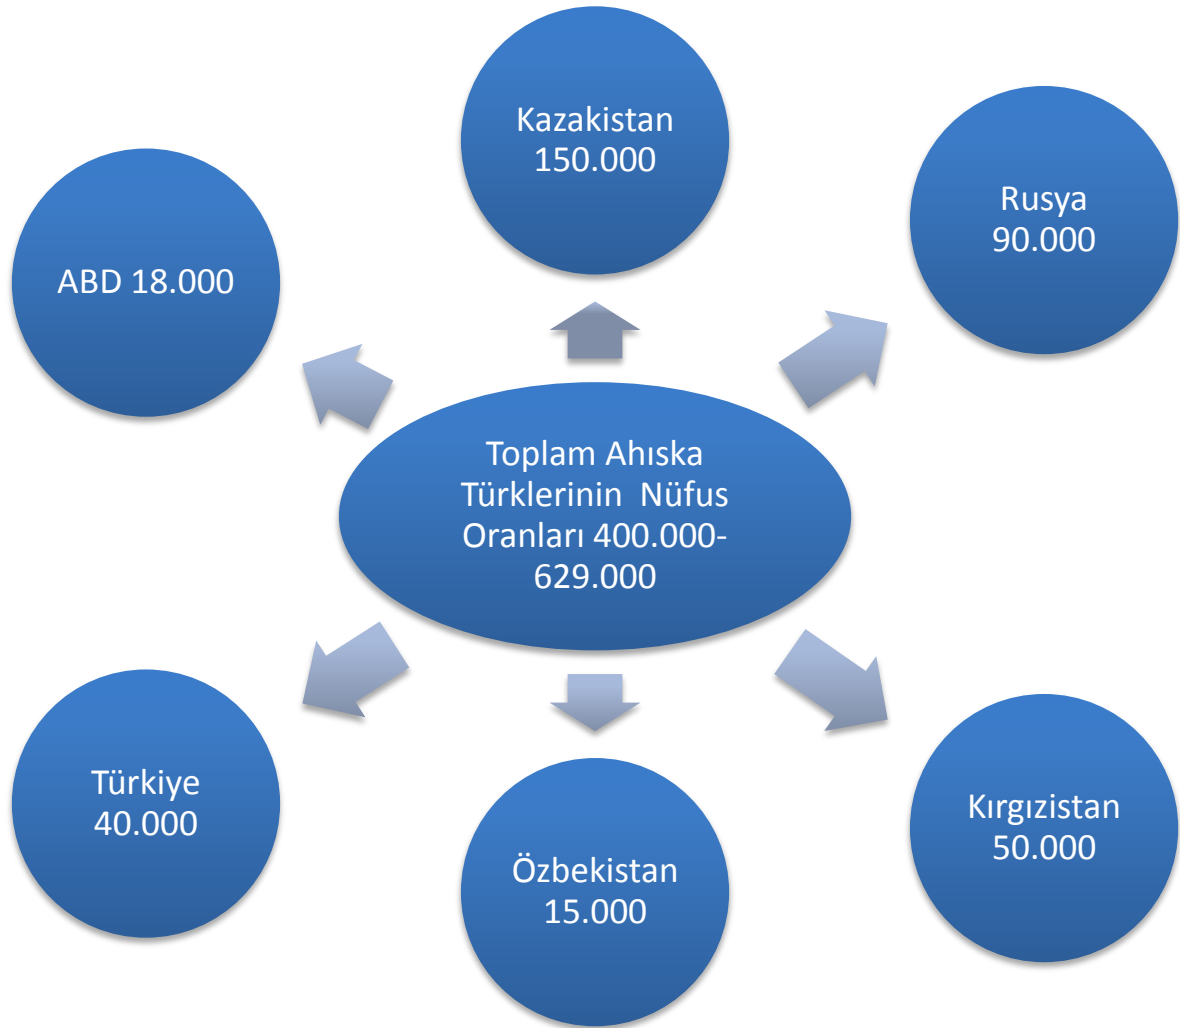 Kazakistan
150.000
Rusya
90.000
ABD 18.000
Toplam Ahıska
Türklerinin  Nüfus
Oranları 400.000-
629.000
Türkiye
40.000
Kırgızistan
50.000
Özbekistan
15.000